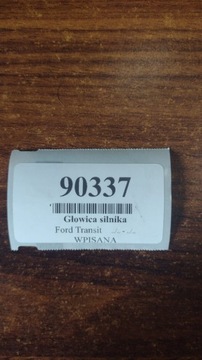 90337
Głowica silnika
Ford Transit
WPISANA